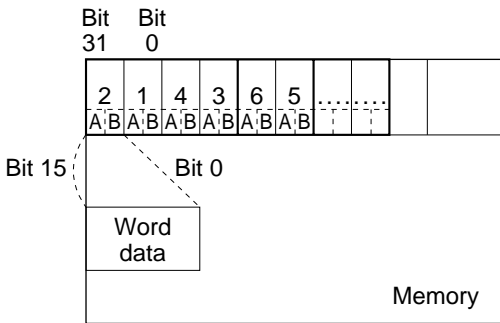 Bit Bit
31 0
2 1 4 3 6 5 ........
A B A B A B A B A B A B
Bit 15 Bit 0
Word
data
Memory